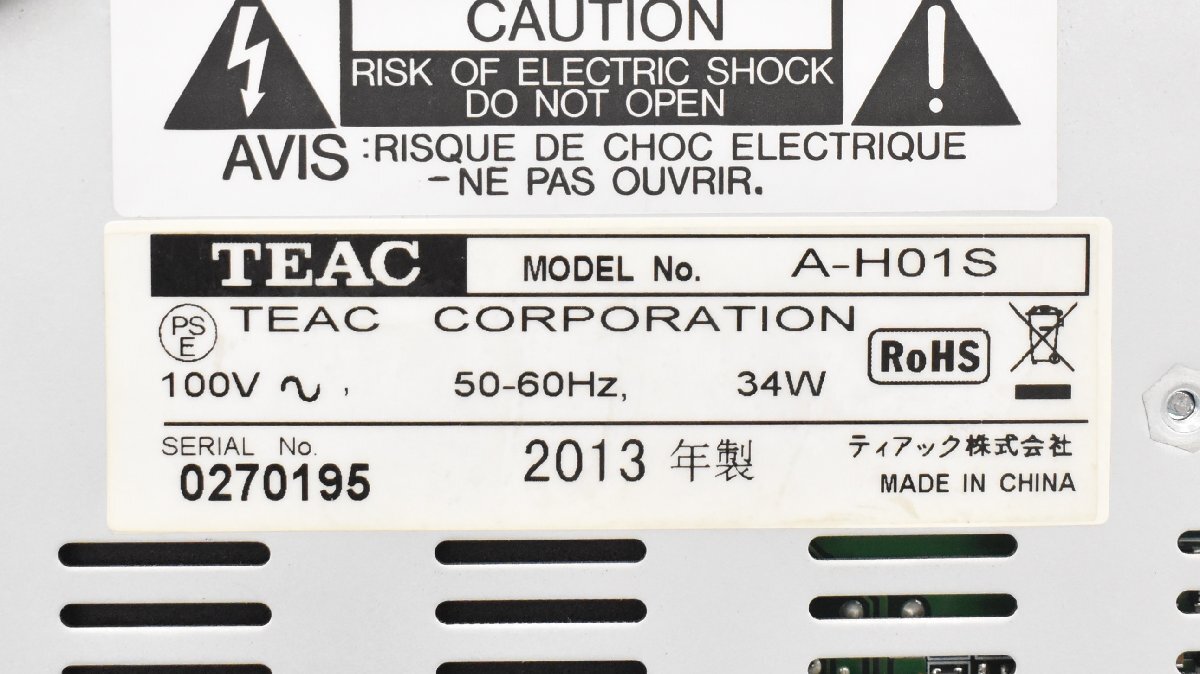 CAUTION
RISK OF ELECTRIC SHOCK
DO NOT OPEN
AVIS :RISQUE DE CHOC ELECTRIQUE
-NE PAS OUVRIR.
TEAC MODEL No. A-H01S
PSE TEAC CORPORATION
RoHS
100V ∿, 50-60Hz, 34W
SERIAL No.
0270195
2013 年製
ティアック株式会社
MADE IN CHINA